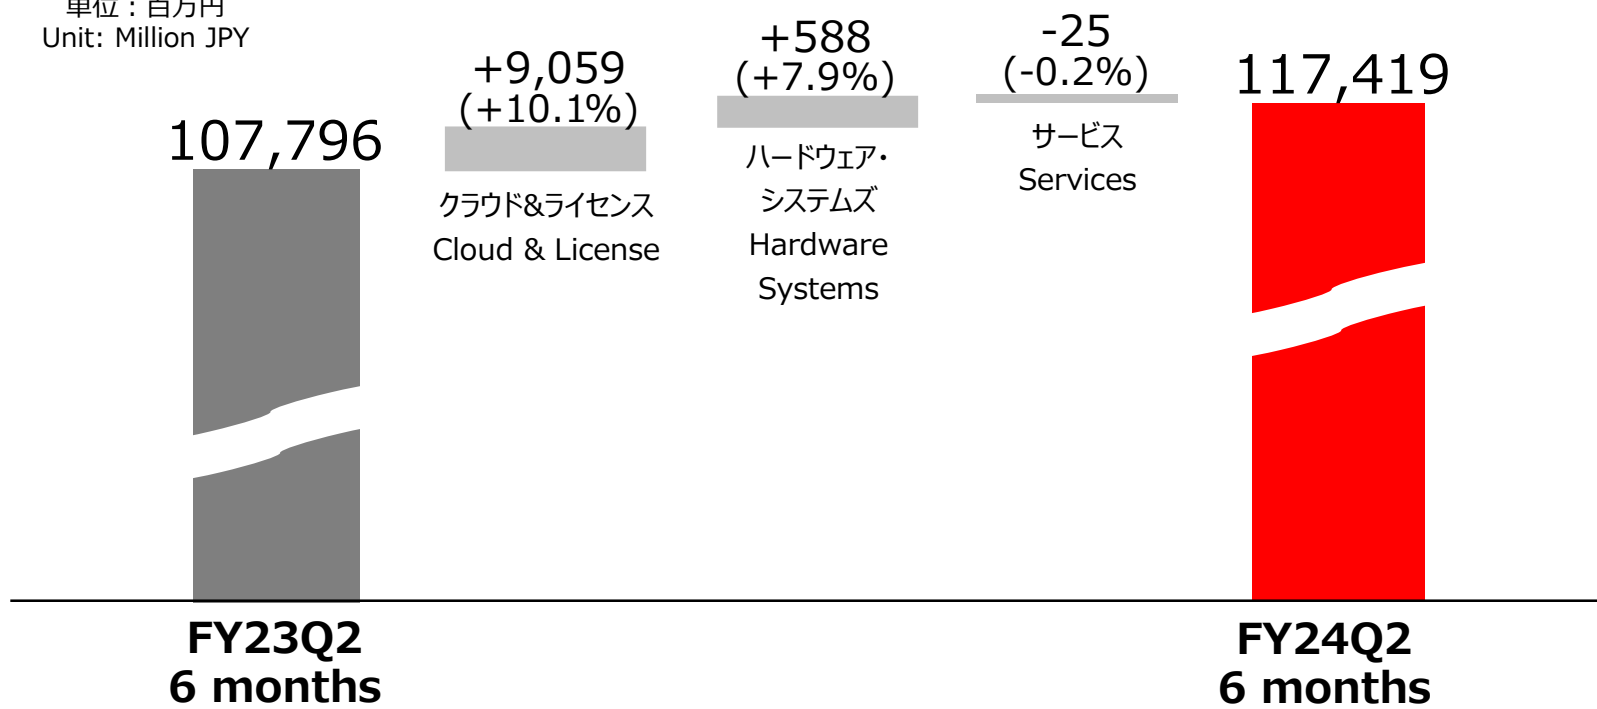 単位：百万円
Unit: Million JPY
107,796
+9,059
(+10.1%)
クラウド&ライセンス
Cloud & License
+588
(+7.9%)
ハードウェア・
システムズ
Hardware
Systems
-25
(-0.2%)
サービス
Services
117,419
FY23Q2
6 months
FY24Q2
6 months